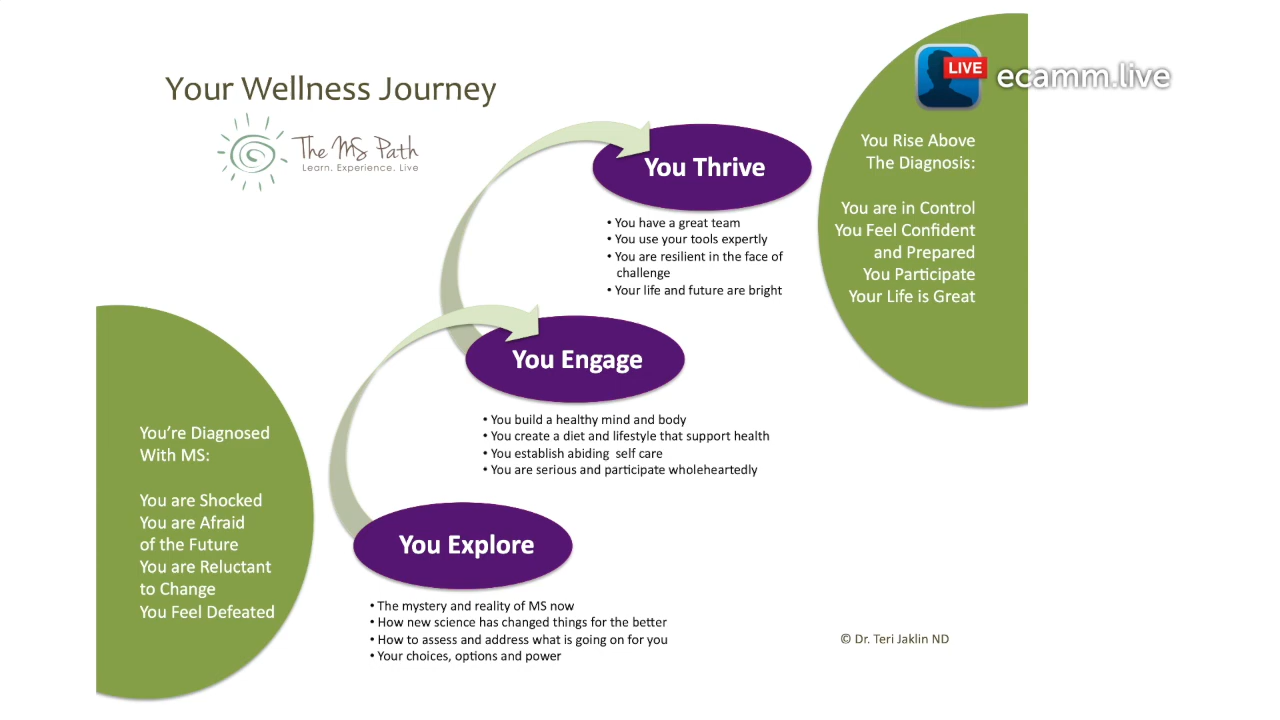 Your Wellness Journey
The MS Path
Learn. Experience. Live
LIVE
ecamm.live
You Rise Above
The Diagnosis:
You are in Control
You Feel Confident
and Prepared
You Participate
Your Life is Great
You Thrive
• You have a great team
• You use your tools expertly
• You are resilient in the face of
challenge
• Your life and future are bright
You Engage
• You build a healthy mind and body
• You create a diet and lifestyle that support health
• You establish abiding self care
• You are serious and participate wholeheartedly
You're Diagnosed
With MS:
You are Shocked
You are Afraid
of the Future
You are Reluctant
to Change
You Feel Defeated
You Explore
• The mystery and reality of MS now
• How new science has changed things for the better
• How to assess and address what is going on for you
• Your choices, options and power
© Dr. Teri Jaklin ND